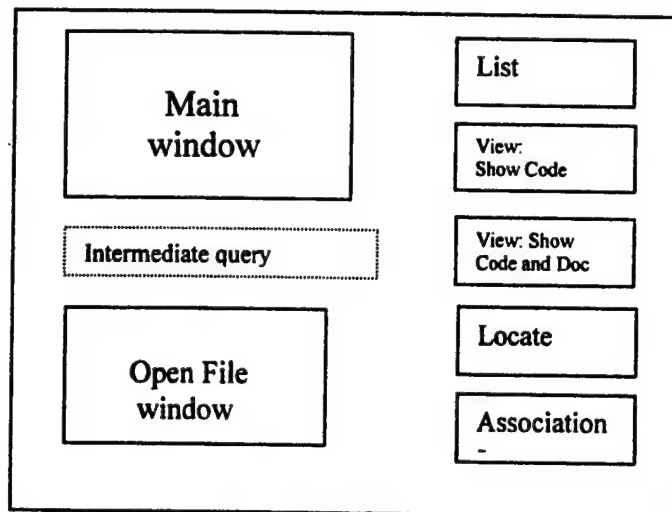 Main
window
Intermediate query
Open File
window
List
View:
Show Code
View: Show
Code and Doc
Locate
Association
-